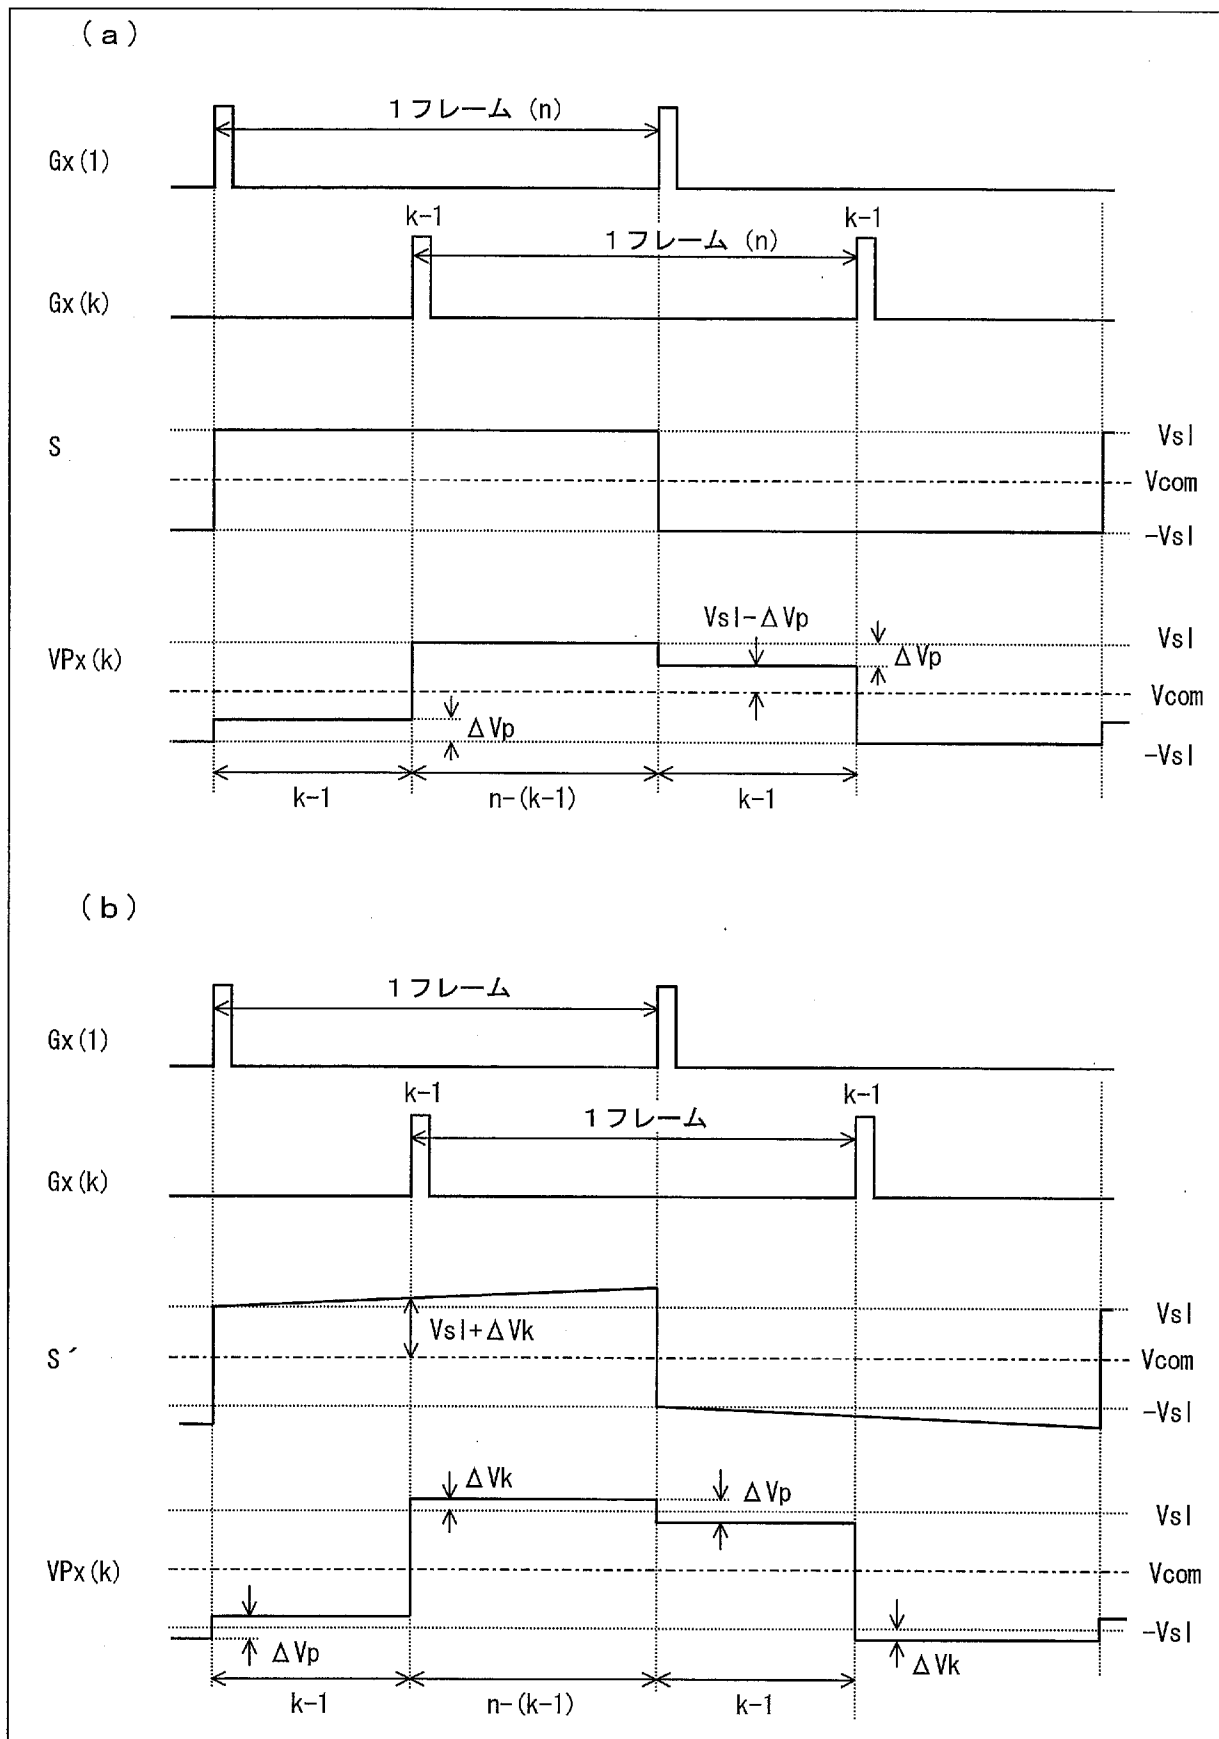 (a)
1フレーム (n)
Gx(1)
k-1
k-1
1フレーム (n)
Gx(k)
S
Vsl
Vcom
-Vsl
Vsl-ΔVp
Vsl
VPx(k)
ΔVp
Vcom
ΔVp
-Vsl
k-1
n-(k-1)
k-1
(b)
1フレーム
Gx(1)
k-1
k-1
1フレーム
Gx(k)
Vsl
Vsl+ΔVk
S´
Vcom
-Vsl
ΔVk
ΔVp
Vsl
VPx(k)
Vcom
-Vsl
ΔVp
ΔVk
k-1
n-(k-1)
k-1